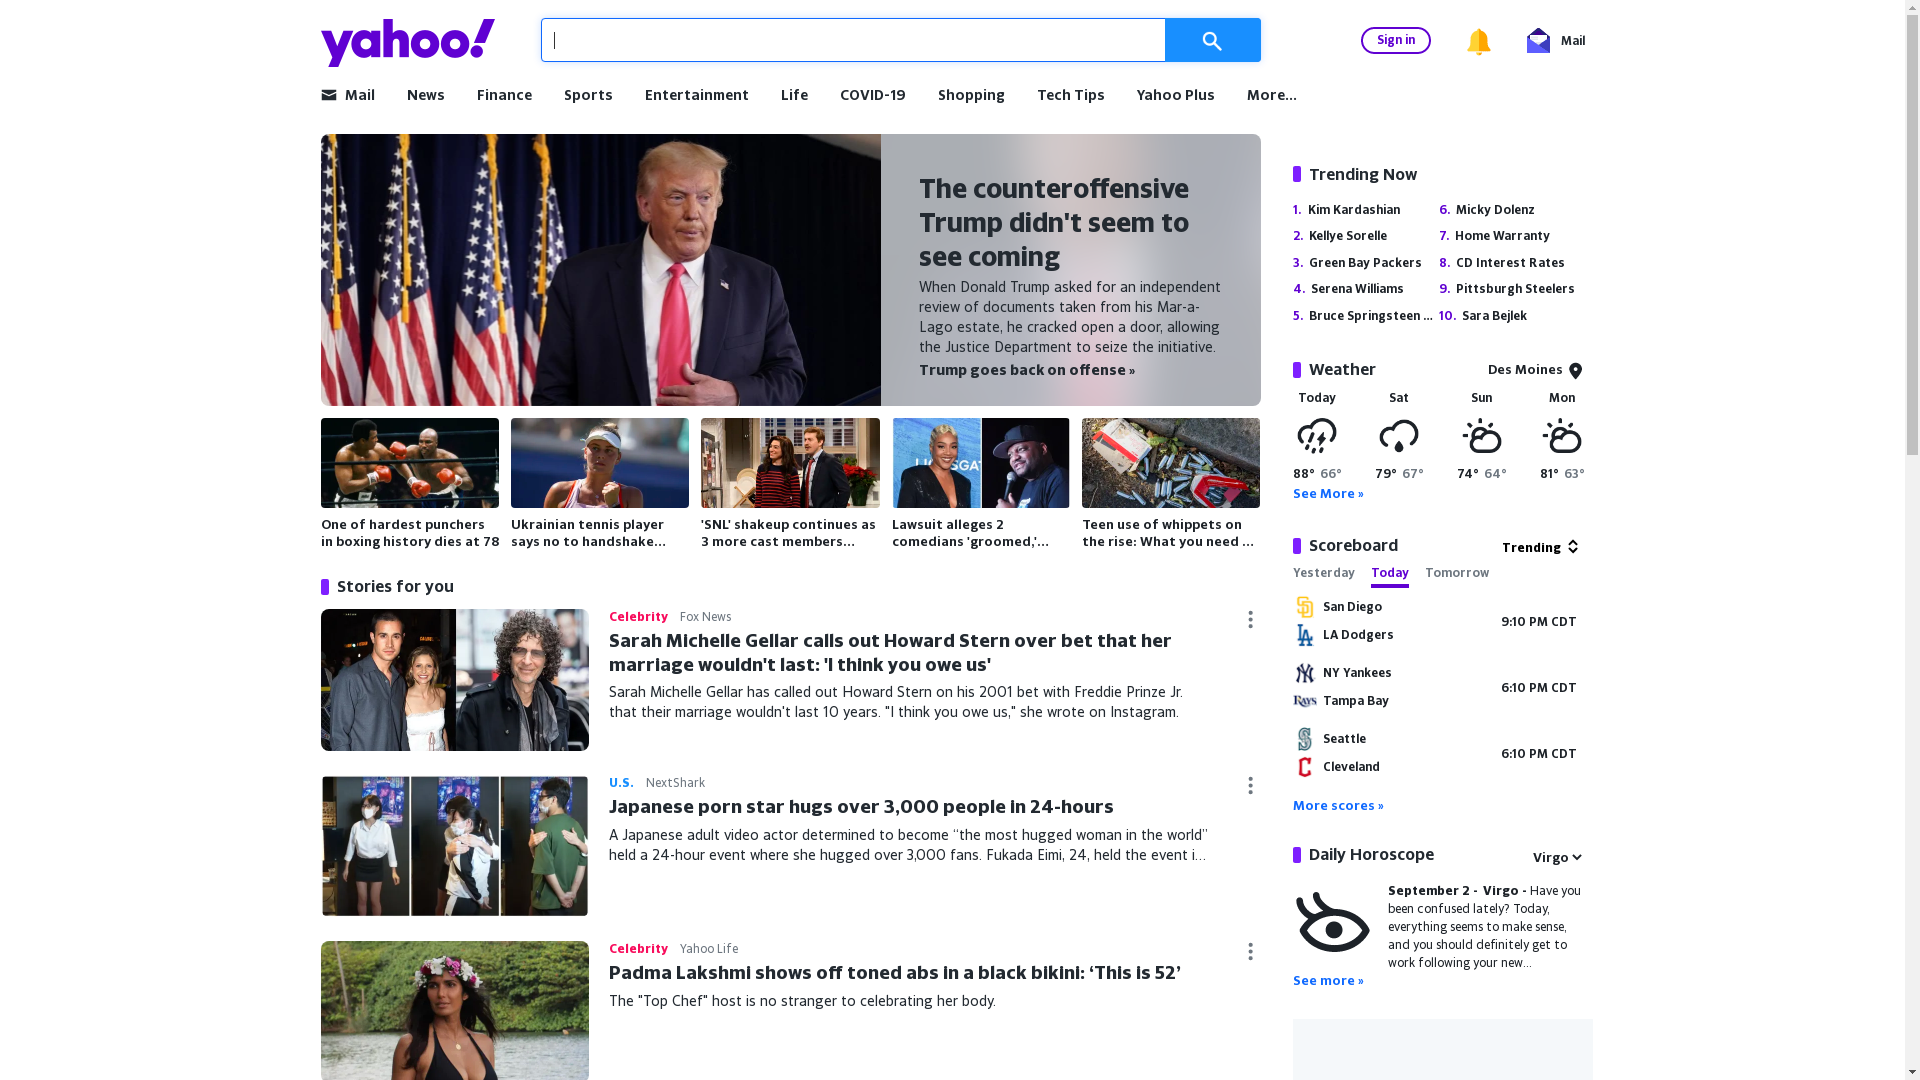 yahoo!
Sign in
Mail
Mail
News
Finance
Sports
Entertainment
Life
COVID-19
Shopping
Tech Tips
Yahoo Plus
More...
The counteroffensive
Trump didn't seem to
see coming
When Donald Trump asked for an independent
review of documents taken from his Mar-a-
Lago estate, he cracked open a door, allowing
the Justice Department to seize the initiative.
Trump goes back on offense »
One of hardest punchers
in boxing history dies at 78
Ukrainian tennis player
says no to handshake...
'SNL' shakeup continues as
3 more cast members...
Lawsuit alleges 2
comedians 'groomed,'...
Teen use of whippets on
the rise: What you need ...
Stories for you
Celebrity Fox News
Sarah Michelle Gellar calls out Howard Stern over bet that her
marriage wouldn't last: 'I think you owe us'
Sarah Michelle Gellar has called out Howard Stern on his 2001 bet with Freddie Prinze Jr.
that their marriage wouldn't last 10 years. "I think you owe us," she wrote on Instagram.
U.S. NextShark
Japanese porn star hugs over 3,000 people in 24-hours
A Japanese adult video actor determined to become “the most hugged woman in the world”
held a 24-hour event where she hugged over 3,000 fans. Fukada Eimi, 24, held the event i...
Celebrity Yahoo Life
Padma Lakshmi shows off toned abs in a black bikini: ‘This is 52’
The "Top Chef" host is no stranger to celebrating her body.
Trending Now
1. Kim Kardashian
2. Kellye Sorelle
3. Green Bay Packers
4. Serena Williams
5. Bruce Springsteen ...
6. Micky Dolenz
7. Home Warranty
8. CD Interest Rates
9. Pittsburgh Steelers
10. Sara Bejlek
Weather
Des Moines
Today Sat Sun Mon
88° 66° 79° 67° 74° 64° 81° 63°
See More »
Scoreboard
Trending
Yesterday Today Tomorrow
San Diego
LA Dodgers
9:10 PM CDT
NY Yankees
Tampa Bay
6:10 PM CDT
Seattle
Cleveland
6:10 PM CDT
More scores »
Daily Horoscope
Virgo
September 2 - Virgo - Have you
been confused lately? Today,
everything seems to make sense,
and you should definitely get to
work following your new...
See more »